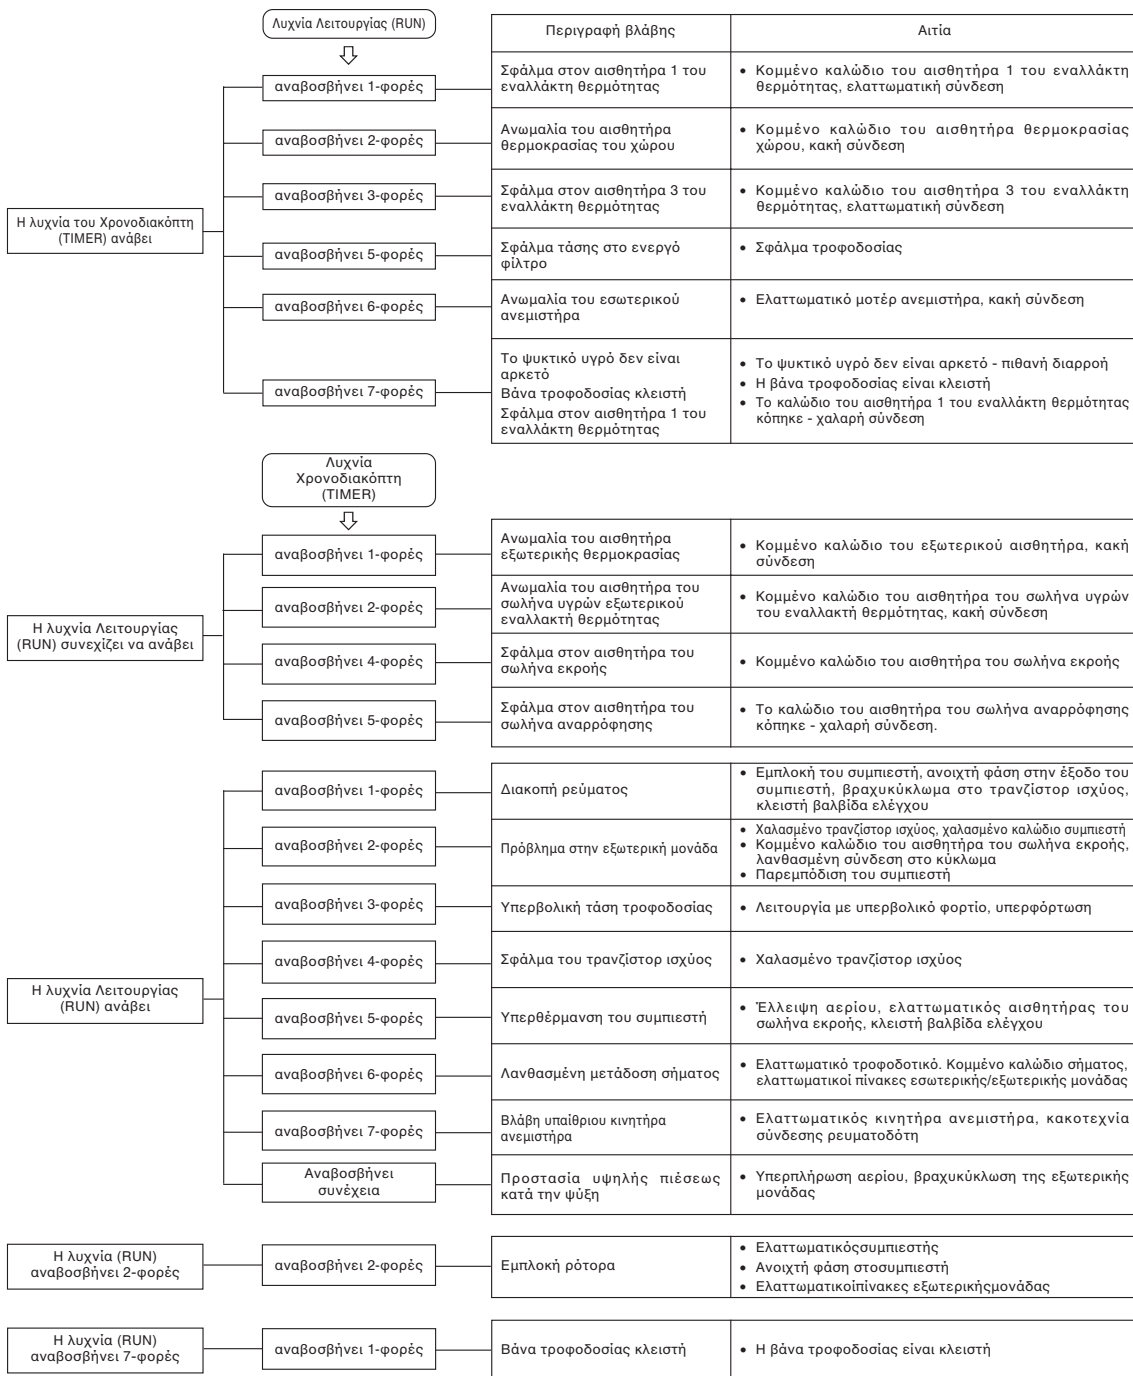 Λυχνία Λειτουργίας (RUN)
Περιγραφή βλάβης
Αιτία
Η λυχνία του Χρονοδιακόπτη
(TIMER) ανάβει
αναβοσβήνει 1-φορές
Σφάλμα στον αισθητήρα 1 του
εναλλάκτη θερμότητας
• Κομμένο καλώδιο του αισθητήρα 1 του εναλλάκτη
θερμότητας, ελαττωματική σύνδεση
αναβοσβήνει 2-φορές
Ανωμαλία του αισθητήρα
θερμοκρασίας του χώρου
• Κομμένο καλώδιο του αισθητήρα θερμοκρασίας
χώρου, κακή σύνδεση
αναβοσβήνει 3-φορές
Σφάλμα στον αισθητήρα 3 του
εναλλάκτη θερμότητας
• Κομμένο καλώδιο του αισθητήρα 3 του εναλλάκτη
θερμότητας, ελαττωματική σύνδεση
αναβοσβήνει 5-φορές
Σφάλμα τάσης στο ενεργό
φίλτρο
• Σφάλμα τροφοδοσίας
αναβοσβήνει 6-φορές
Ανωμαλία του εσωτερικού
ανεμιστήρα
• Ελαττωματικό μοτέρ ανεμιστήρα, κακή σύνδεση
αναβοσβήνει 7-φορές
Το ψυκτικό υγρό δεν είναι
αρκετό
Βάνα τροφοδοσίας κλειστή
Σφάλμα στον αισθητήρα 1 του
εναλλάκτη θερμότητας
• Το ψυκτικό υγρό δεν είναι αρκετό - πιθανή διαρροή
• Η βάνα τροφοδοσίας είναι κλειστή
• Το καλώδιο του αισθητήρα 1 του εναλλάκτη θερμότητας
κόπηκε - χαλαρή σύνδεση
Λυχνία
Χρονοδιακόπτη
(TIMER)
Η λυχνία Λειτουργίας
(RUN) συνεχίζει να ανάβει
αναβοσβήνει 1-φορές
Ανωμαλία του αισθητήρα
εξωτερικής θερμοκρασίας
• Κομμένο καλώδιο του εξωτερικού αισθητήρα, κακή
σύνδεση
αναβοσβήνει 2-φορές
Ανωμαλία του αισθητήρα του
σωλήνα υγρών εξωτερικού
εναλλακτή θερμότητας
• Κομμένο καλώδιο του αισθητήρα του σωλήνα υγρών
του εναλλακτή θερμότητας, κακή σύνδεση
αναβοσβήνει 4-φορές
Σφάλμα στον αισθητήρα του
σωλήνα εκροής
• Κομμένο καλώδιο του αισθητήρα του σωλήνα εκροής
αναβοσβήνει 5-φορές
Σφάλμα στον αισθητήρα του
σωλήνα αναρρόφησης
• Το καλώδιο του αισθητήρα του σωλήνα αναρρόφησης
κόπηκε - χαλαρή σύνδεση.
Η λυχνία Λειτουργίας
(RUN) ανάβει
αναβοσβήνει 1-φορές
Διακοπή ρεύματος
• Εμπλοκή του συμπιεστή, ανοιχτή φάση στην έξοδο του
συμπιεστή, βραχυκύκλωμα στο τρανζίστορ ισχύος,
κλειστή βαλβίδα ελέγχου
αναβοσβήνει 2-φορές
Πρόβλημα στην εξωτερική μονάδα
• Χαλασμένο τρανζίστορ ισχύος, χαλασμένο καλώδιο συμπιεστή
• Κομμένο καλώδιο του αισθητήρα του σωλήνα εκροής,
λανθασμένη σύνδεση στο κύκλωμα
• Παρεμπόδιση του συμπιεστή
αναβοσβήνει 3-φορές
Υπερβολική τάση τροφοδοσίας
• Λειτουργία με υπερβολικό φορτίο, υπερφόρτωση
αναβοσβήνει 4-φορές
Σφάλμα του τρανζίστορ ισχύος
• Χαλασμένο τρανζίστορ ισχύος
αναβοσβήνει 5-φορές
Υπερθέρμανση του συμπιεστή
• Έλλειψη αερίου, ελαττωματικός αισθητήρας του
σωλήνα εκροής, κλειστή βαλβίδα ελέγχου
αναβοσβήνει 6-φορές
Λανθασμένη μετάδοση σήματος
• Ελαττωματικό τροφοδοτικό. Κομμένο καλώδιο σήματος,
ελαττωματικοί πίνακες εσωτερικής/εξωτερικής μονάδας
αναβοσβήνει 7-φορές
Βλάβη υπαίθριου κινητήρα
ανεμιστήρα
• Ελαττωματικός κινητήρα ανεμιστήρα, κακοτεχνία
σύνδεσης ρευματοδότη
Αναβοσβήνει
συνέχεια
Προστασία υψηλής πιέσεως
κατά την ψύξη
• Υπερπλήρωση αερίου, βραχυκύκλωση της εξωτερικής
μονάδας
Η λυχνία (RUN)
αναβοσβήνει 2-φορές
αναβοσβήνει 2-φορές
Εμπλοκή ρότορα
• Ελαττωματικόςσυμπιεστής
• Ανοιχτή φάση στοσυμπιεστή
• Ελαττωματικοίπίνακες εξωτερικήςμονάδας
Η λυχνία (RUN)
αναβοσβήνει 7-φορές
αναβοσβήνει 1-φορές
Βάνα τροφοδοσίας κλειστή
• Η βάνα τροφοδοσίας είναι κλειστή